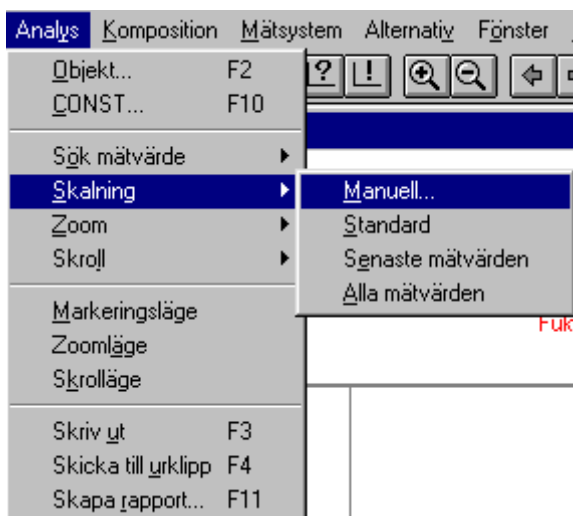 Analys Komposition Mätsystem Alternativ Fönster
Objekt... F2
CONST... F10
Sök mätvärde
Skalning
Zoom
Skroll
Manuell...
Standard
Senaste mätvärden
Alla mätvärden
Fuk
Markeringsläge
Zoomläge
Skrolläge
Skriv ut F3
Skicka till urklipp F4
Skapa rapport... F11